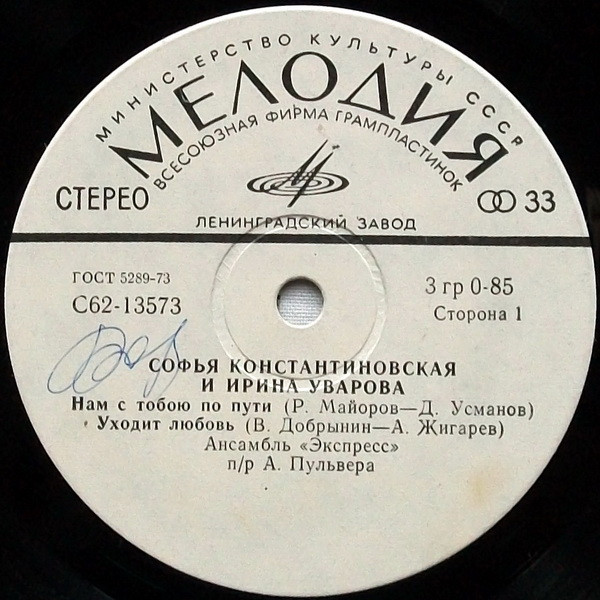 МИНИСТЕРСТВО КУЛЬТУРЫ СССР
МЕЛОДИЯ
ВСЕСОЮЗНАЯ ФИРМА ГРАМПЛАСТИНОК
СТЕРЕО
33
ЛЕНИНГРАДСКИЙ ЗАВОД
ГОСТ 5289-73
С62-13573
3 гр 0-85
Сторона 1
СОФЬЯ КОНСТАНТИНОВСКАЯ
И ИРИНА УВАРОВА
Нам с тобою по пути (Р. Майоров—Д. Усманов)
Уходит любовь (В. Добрынин—А. Жигарев)
Ансамбль «Экспресс»
п/р А. Пульвера